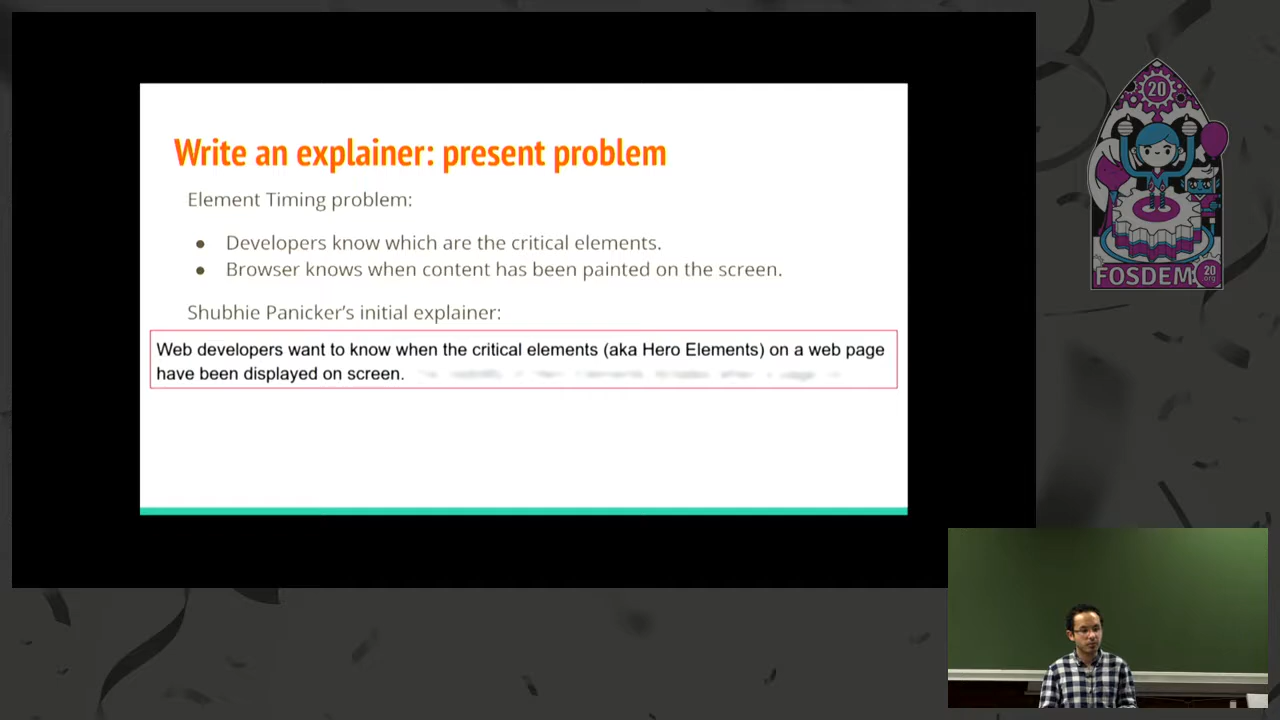 Write an explainer: present problem
Element Timing problem:
● Developers know which are the critical elements.
● Browser knows when content has been painted on the screen.
Shubhie Panicker's initial explainer:
Web developers want to know when the critical elements (aka Hero Elements) on a web page
have been displayed on screen.
20
FOSDEM
20
.org